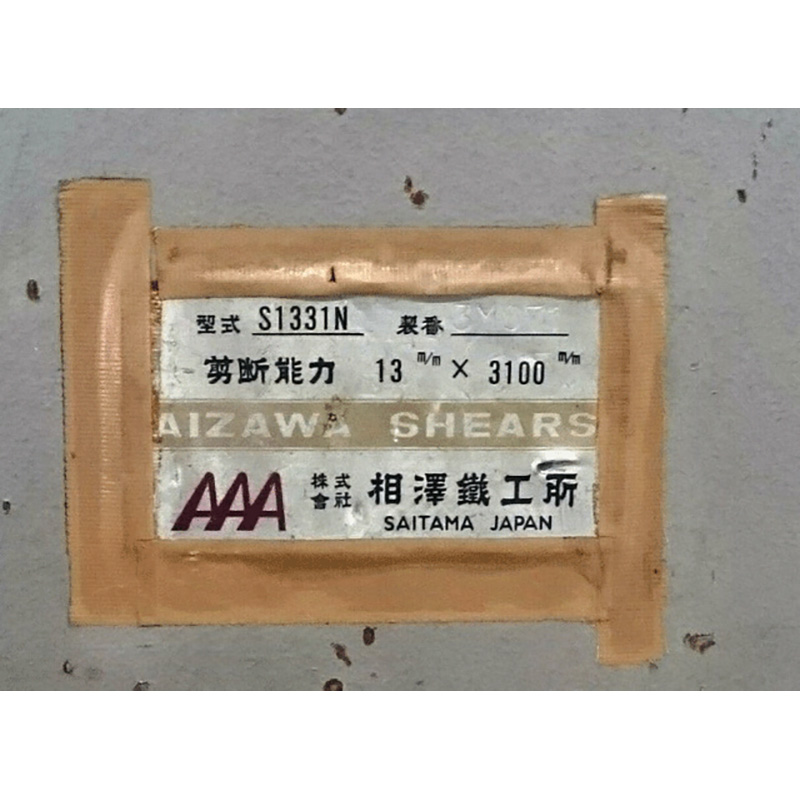 型式 S1331N 製番
剪断能力 13 m/m × 3100 m/m
AIZAWA SHEARS
AAA 株式會社 相澤鐵工所
SAITAMA JAPAN